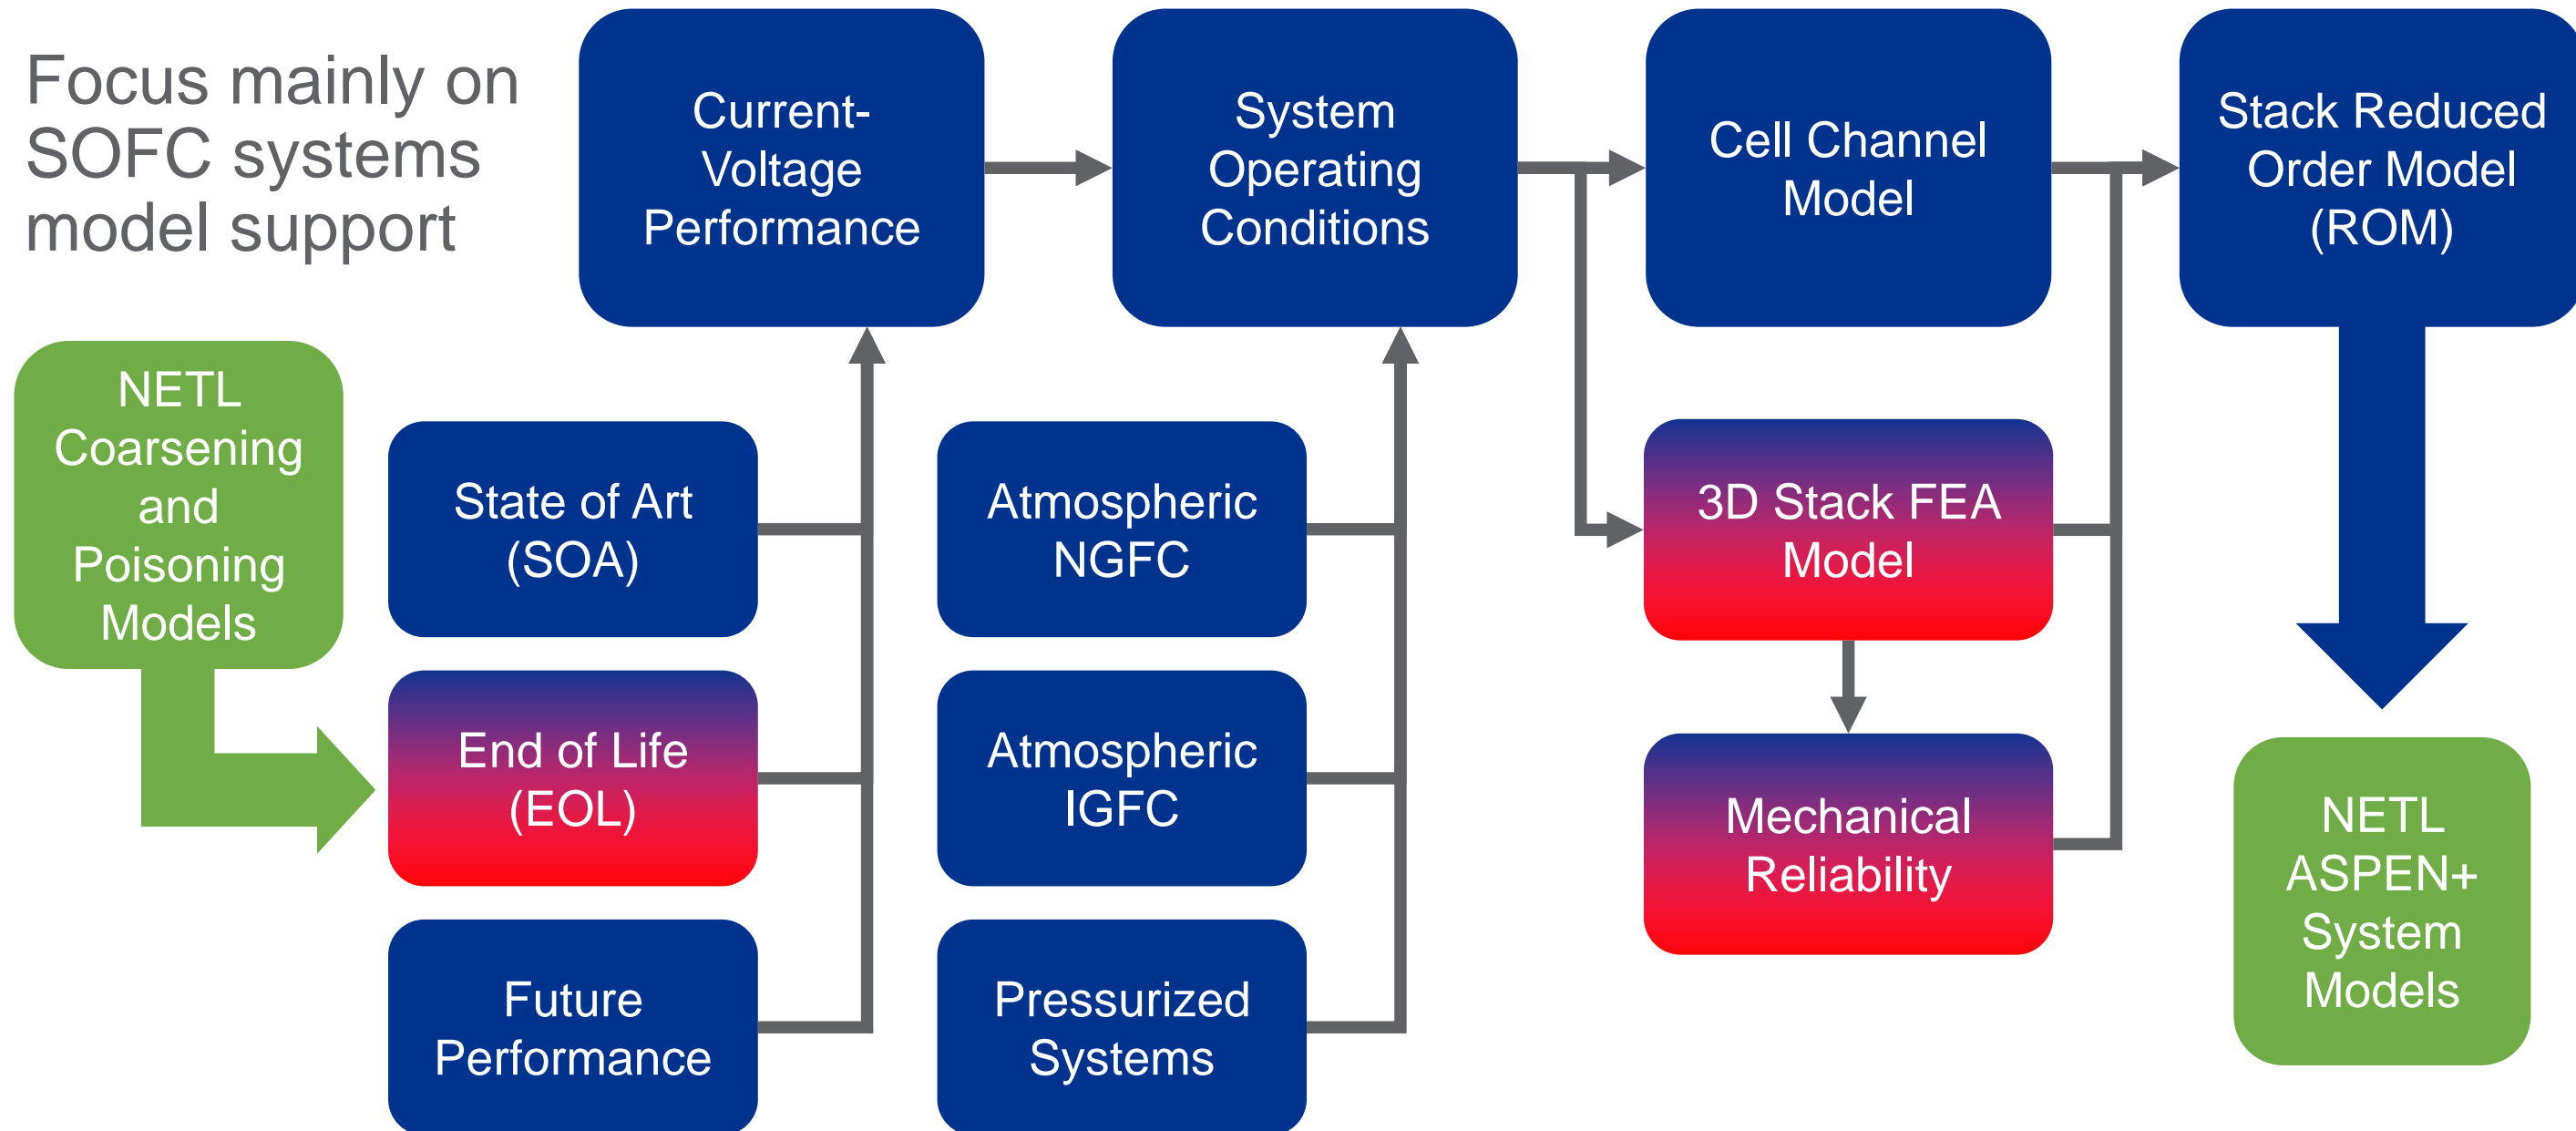 Focus mainly on
SOFC systems
model support
Current-
Voltage
Performance
System
Operating
Conditions
Cell Channel
Model
Stack Reduced
Order Model
(ROM)
NETL
Coarsening
and
Poisoning
Models
State of Art
(SOA)
Atmospheric
NGFC
3D Stack FEA
Model
End of Life
(EOL)
Atmospheric
IGFC
Mechanical
Reliability
NETL
ASPEN+
System
Models
Future
Performance
Pressurized
Systems